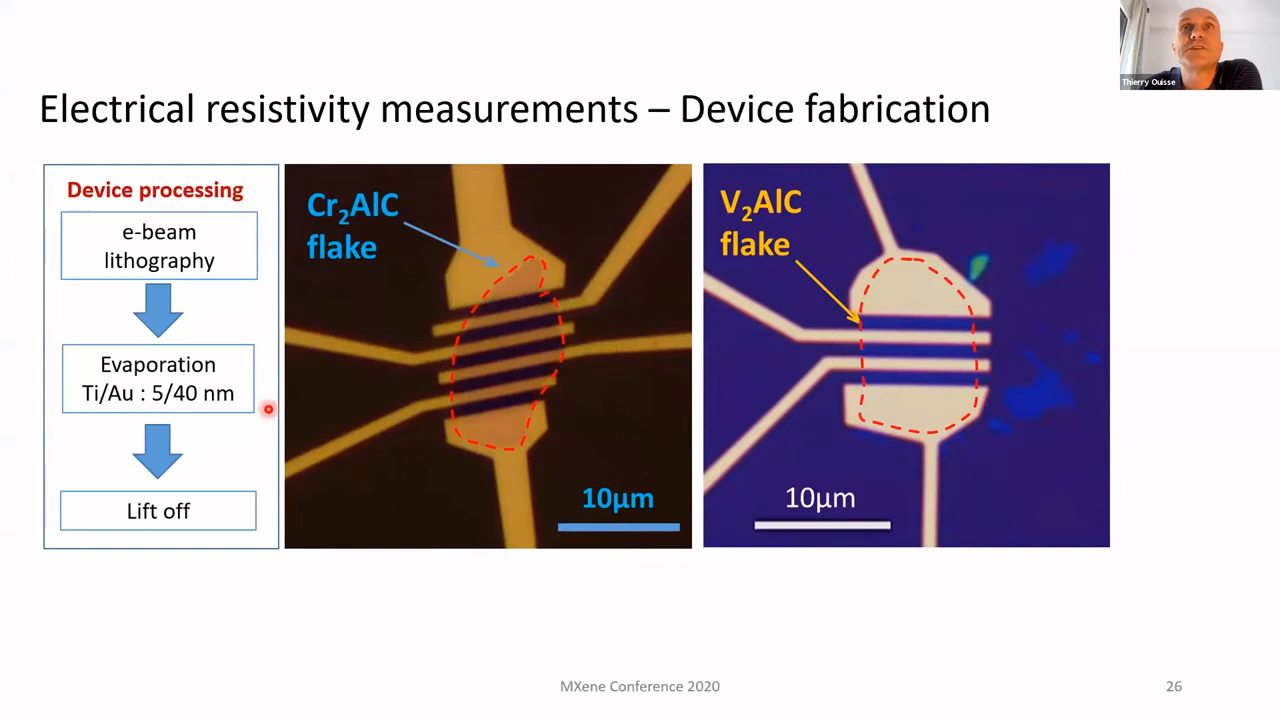 Thierry Ouisse
Electrical resistivity measurements – Device fabrication
Device processing
e-beam
lithography
Evaporation
Ti/Au : 5/40 nm
Lift off
Cr₂AlC
flake
10μm
V₂AlC
flake
10μm
MXene Conference 2020
26